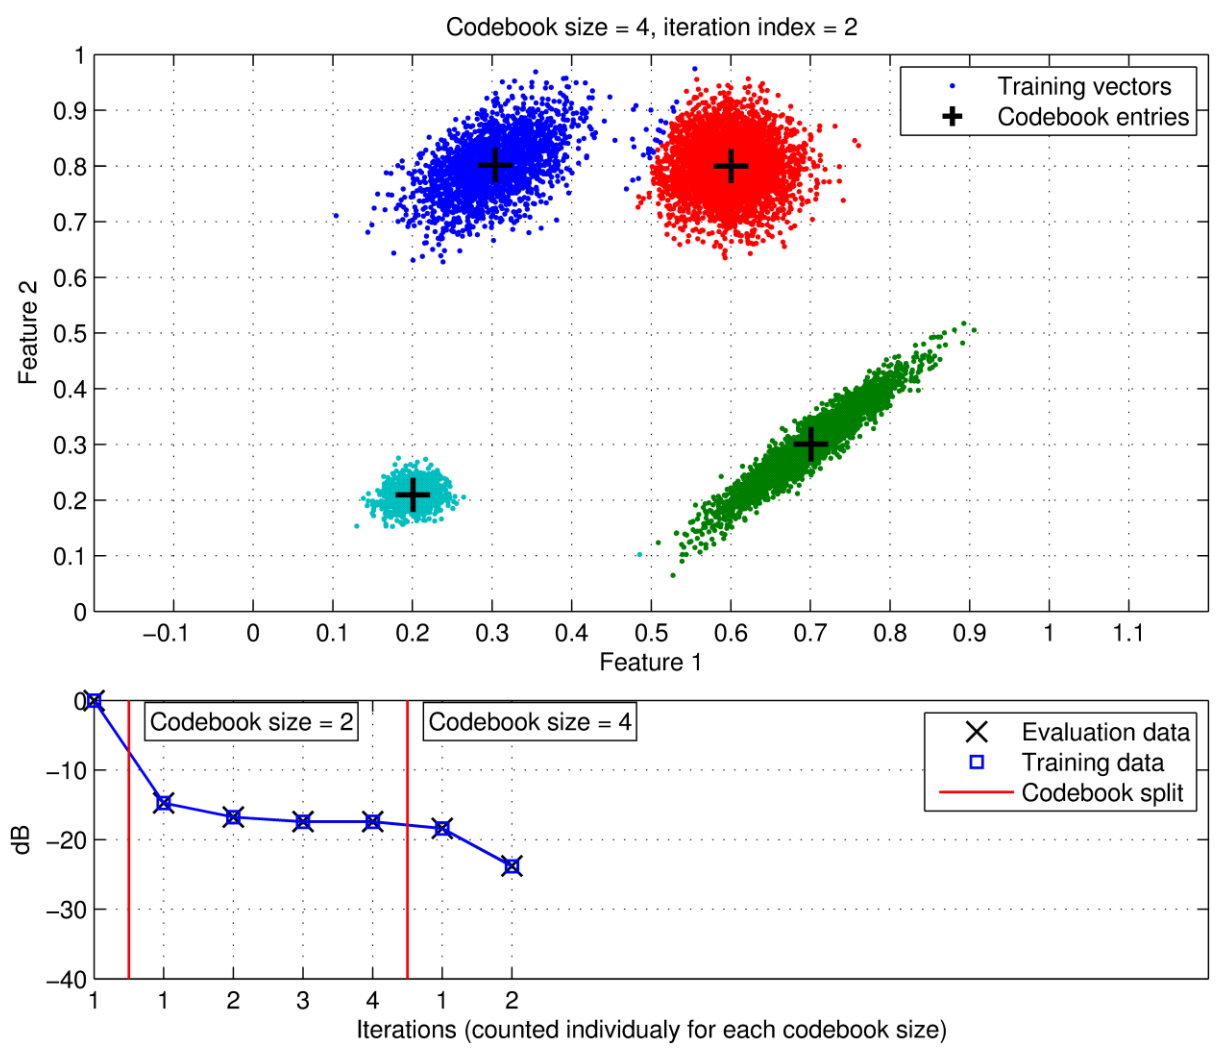 Codebook size = 4, iteration index = 2
1
0.9
0.8
0.7
0.6
0.5
0.4
0.3
0.2
0.1
0
Feature 2
Training vectors
Codebook entries
−0.1 0 0.1 0.2 0.3 0.4 0.5 0.6 0.7 0.8 0.9 1 1.1
Feature 1
0
−10
−20
−30
−40
dB
Codebook size = 2
Codebook size = 4
Evaluation data
Training data
Codebook split
1 1 2 3 4 1 2
Iterations (counted individualy for each codebook size)